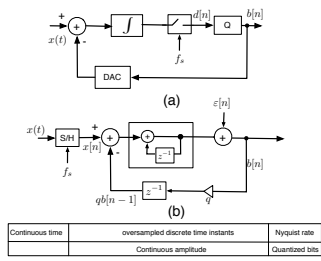 x(t)
+
-
∫
d[n]
Q
b[n]
f_s
DAC
(a)
ε[n]
x(t)
S/H
+
x[n]
+
-
+
z^{-1}
+
b[n]
f_s
qb[n − 1]
z^{-1}
q
(b)
Continuous time oversampled discrete time instants Nyquist rate
Continuous amplitude Quantized bits